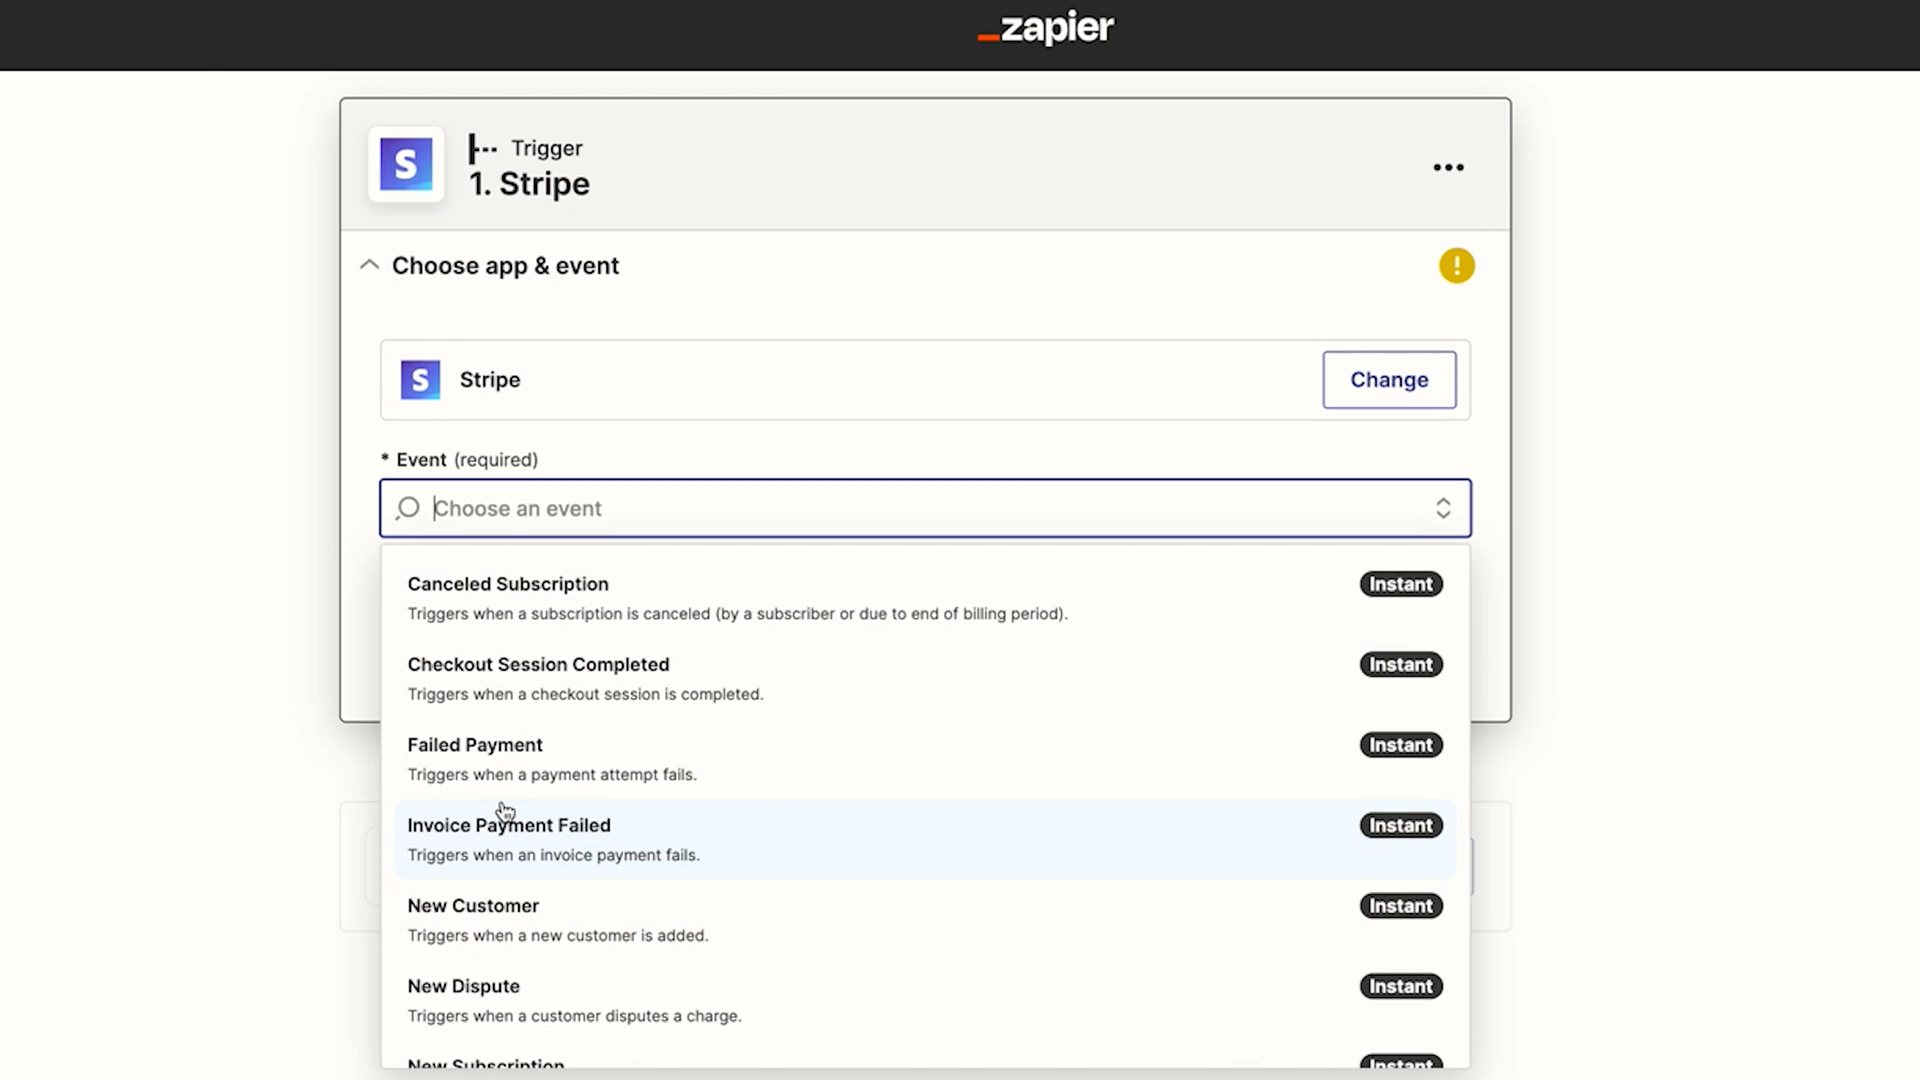 zapier
Trigger
1. Stripe
Choose app & event
Stripe
Change
* Event (required)
Choose an event
Canceled Subscription Instant
Triggers when a subscription is canceled (by a subscriber or due to end of billing period).
Checkout Session Completed Instant
Triggers when a checkout session is completed.
Failed Payment Instant
Triggers when a payment attempt fails.
Invoice Payment Failed Instant
Triggers when an invoice payment fails.
New Customer Instant
Triggers when a new customer is added.
New Dispute Instant
Triggers when a customer disputes a charge.
New Subscription Instant